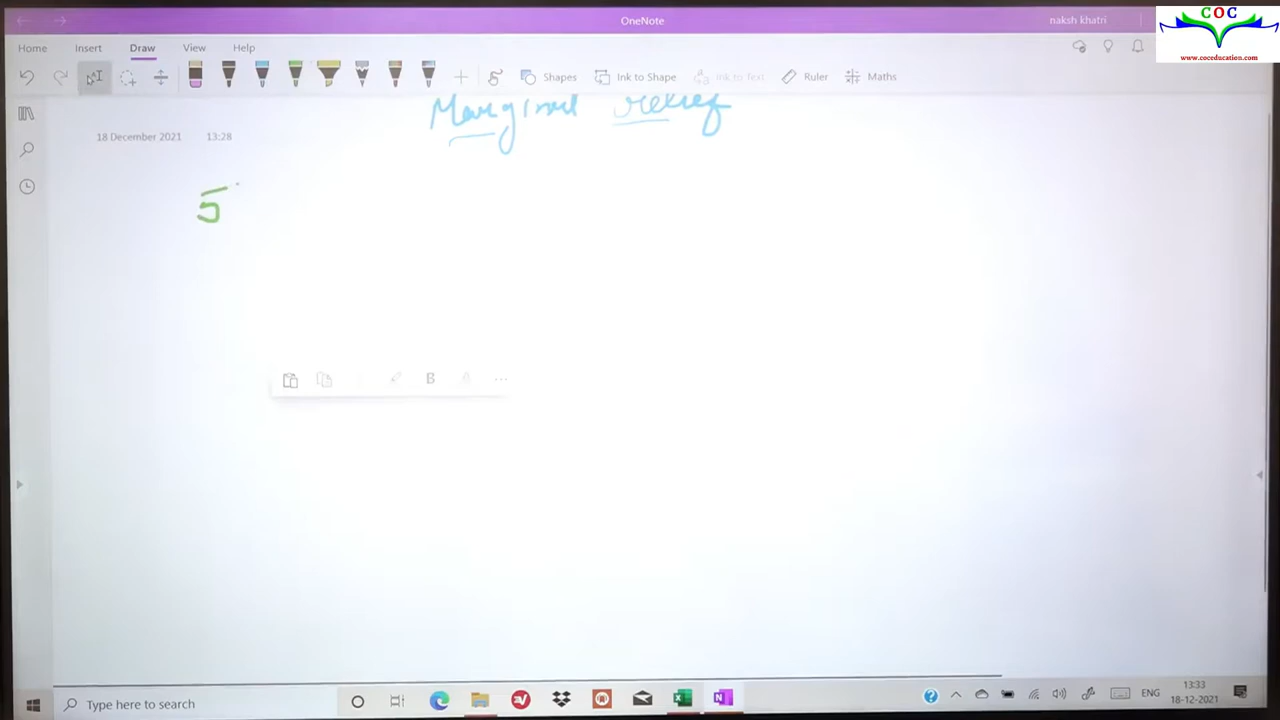 OneNote
naksh khatri
COC
www.coceducation.com
Home Insert Draw View Help
Shapes Ink to Shape Ink to Text Ruler Maths
Marginal relief
18 December 2021 13:28
5
B A ...
Type here to search
ENG
13:33
18-12-2021